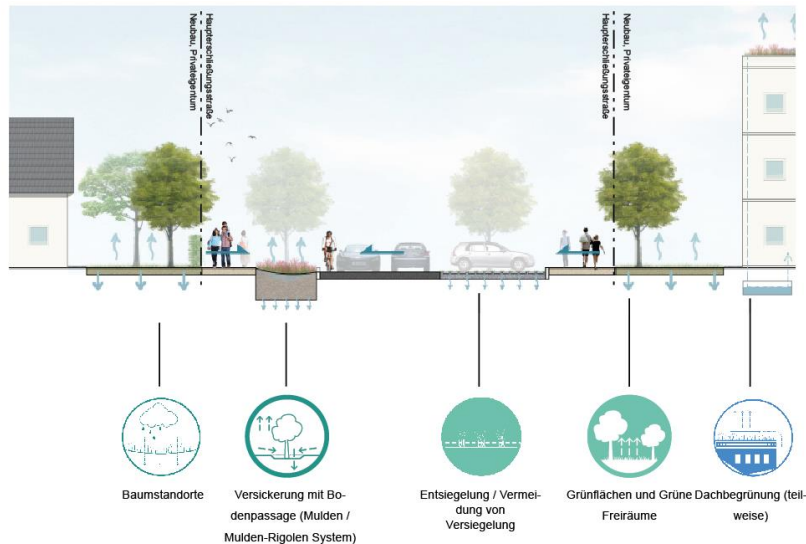 Haupterschließungsstraße
Neubau, Privateigentum
Neubau, Privateigentum
Haupterschließungsstraße
Baumstandorte
Versickerung mit Bo-
denpassage (Mulden /
Mulden-Rigolen System)
Entsiegelung / Vermei-
dung von
Versiegelung
Grünflächen und Grüne
Freiräume
Dachbegrünung (teil-
weise)